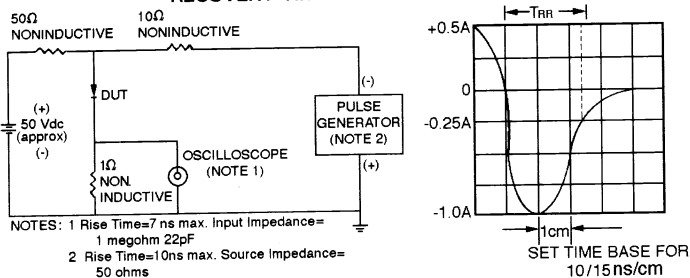 50Ω
NONINDUCTIVE
10Ω
NONINDUCTIVE
(+)
50 Vdc
(approx)
(-)
DUT
1Ω
NON.
INDUCTIVE
OSCILLOSCOPE
(NOTE 1)
(-)
PULSE
GENERATOR
(NOTE 2)
(+)
NOTES: 1 Rise Time=7 ns max. Input Impedance=
1 megohm 22pF
2 Rise Time=10ns max. Source Impedance=
50 ohms
TRR
+0.5A
0
-0.25A
-1.0A
1cm
SET TIME BASE FOR
10/15ns/cm